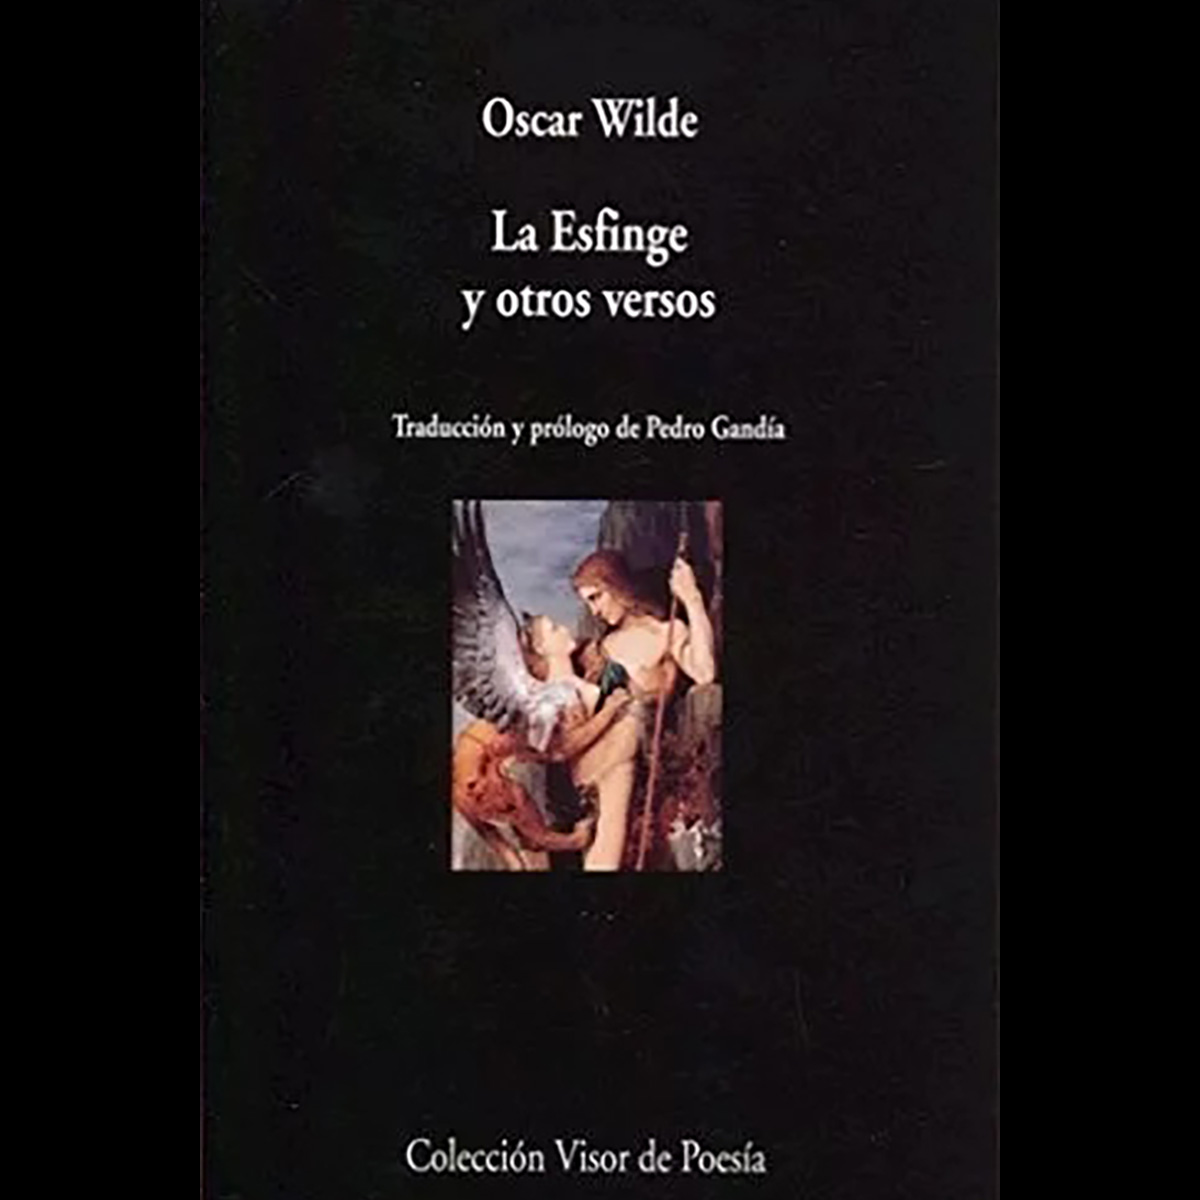 Oscar Wilde
La Esfinge
y otros versos
Traducción y prólogo de Pedro Gandía
Colección Visor de Poesía